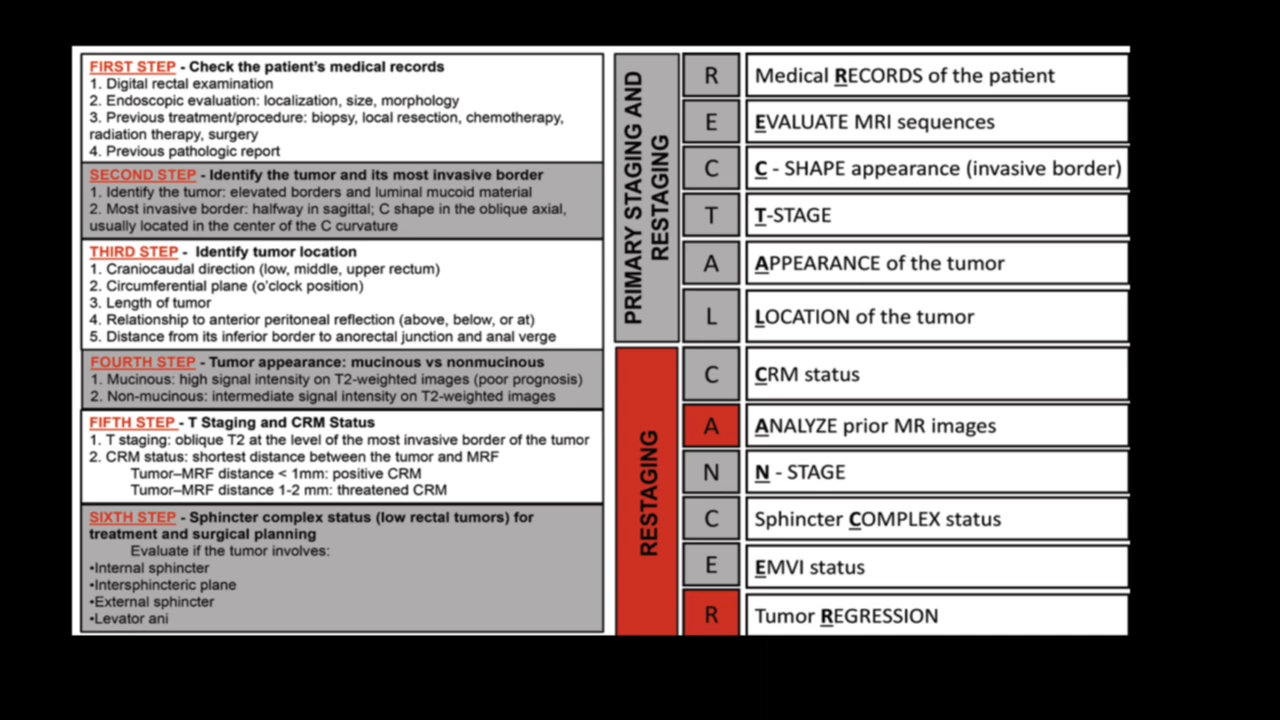 FIRST STEP - Check the patient's medical records
1. Digital rectal examination
2. Endoscopic evaluation: localization, size, morphology
3. Previous treatment/procedure: biopsy, local resection, chemotherapy,
radiation therapy, surgery
4. Previous pathologic report
SECOND STEP - Identify the tumor and its most invasive border
1. Identify the tumor: elevated borders and luminal mucoid material
2. Most invasive border: halfway in sagittal; C shape in the oblique axial,
usually located in the center of the C curvature
THIRD STEP - Identify tumor location
1. Craniocaudal direction (low, middle, upper rectum)
2. Circumferential plane (o'clock position)
3. Length of tumor
4. Relationship to anterior peritoneal reflection (above, below, or at)
5. Distance from its inferior border to anorectal junction and anal verge
FOURTH STEP - Tumor appearance: mucinous vs nonmucinous
1. Mucinous: high signal intensity on T2-weighted images (poor prognosis)
2. Non-mucinous: intermediate signal intensity on T2-weighted images
FIFTH STEP - T Staging and CRM Status
1. T staging: oblique T2 at the level of the most invasive border of the tumor
2. CRM status: shortest distance between the tumor and MRF
Tumor–MRF distance < 1mm: positive CRM
Tumor–MRF distance 1-2 mm: threatened CRM
SIXTH STEP - Sphincter complex status (low rectal tumors) for
treatment and surgical planning
Evaluate if the tumor involves:
•Internal sphincter
•Intersphincteric plane
•External sphincter
•Levator ani
PRIMARY STAGING AND
RESTAGING
R Medical RECORDS of the patient
E EVALUATE MRI sequences
C C - SHAPE appearance (invasive border)
T T-STAGE
A APPEARANCE of the tumor
L LOCATION of the tumor
RESTAGING
C CRM status
A ANALYZE prior MR images
N N - STAGE
C Sphincter COMPLEX status
E EMVI status
R Tumor REGRESSION